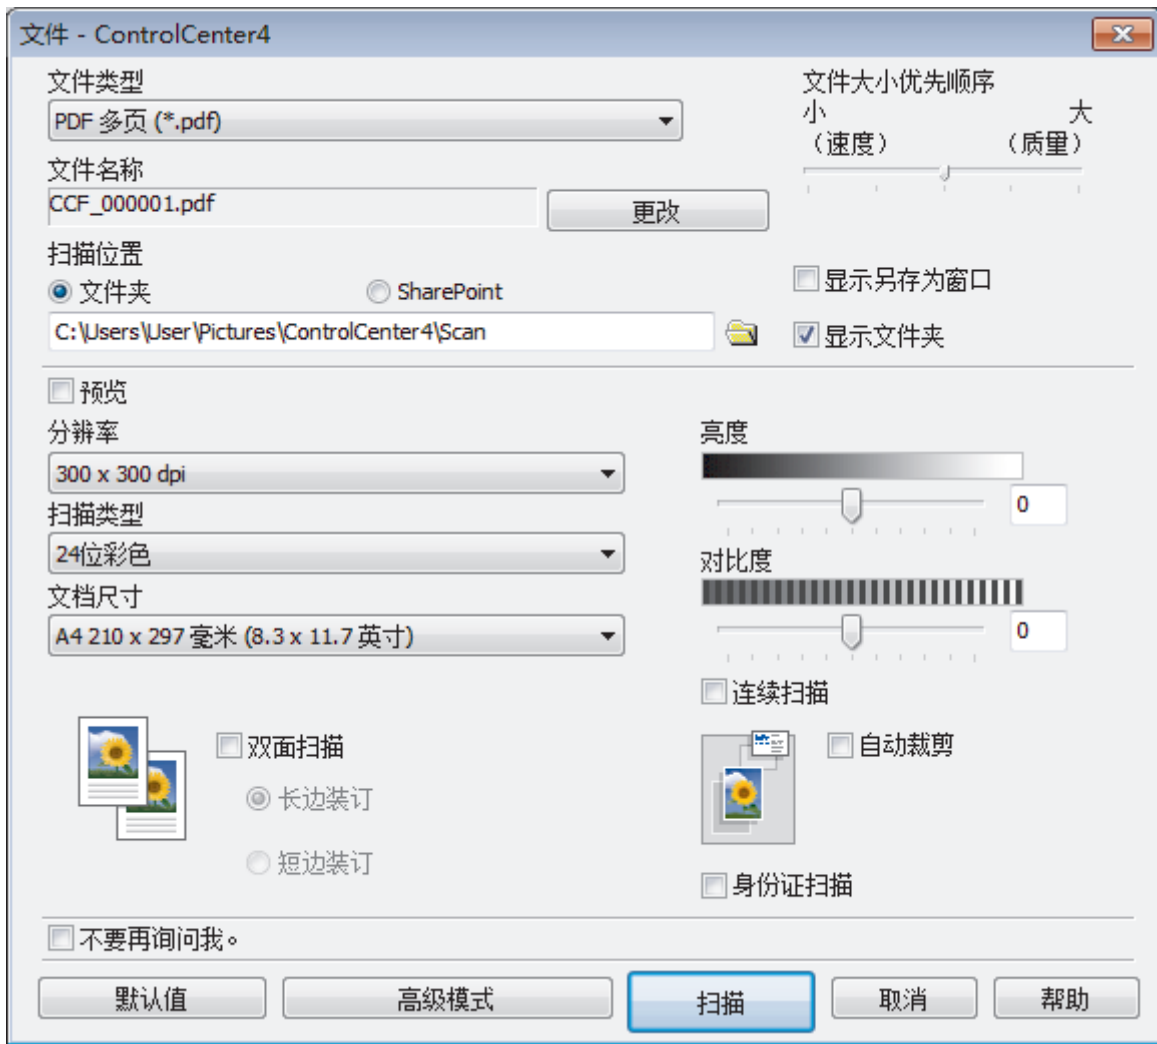 文件 - ControlCenter4
文件类型
PDF 多页 (*.pdf)
文件大小优先顺序
小 大
（速度） （质量）
文件名称
CCF_000001.pdf
更改
扫描位置
文件夹 SharePoint
显示另存为窗口
C:\Users\User\Pictures\ControlCenter4\Scan
显示文件夹
预览
分辨率
300 x 300 dpi
扫描类型
24位彩色
文档尺寸
A4 210 x 297 毫米 (8.3 x 11.7 英寸)
亮度
0
对比度
0
连续扫描
双面扫描
长边装订
短边装订
自动裁剪
身份证扫描
不要再询问我。
默认值 高级模式 扫描 取消 帮助